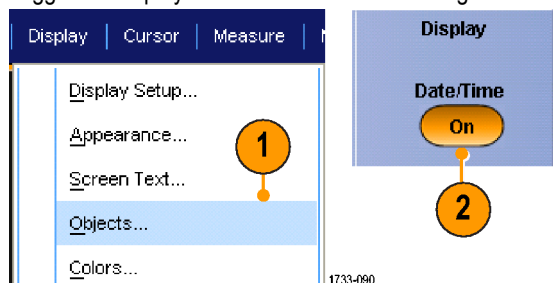 Display | Cursor | Measure |
Display Setup...
Appearance...
Screen Text...
Objects...
Colors...
1
Display
Date/Time
On
2
1733-090